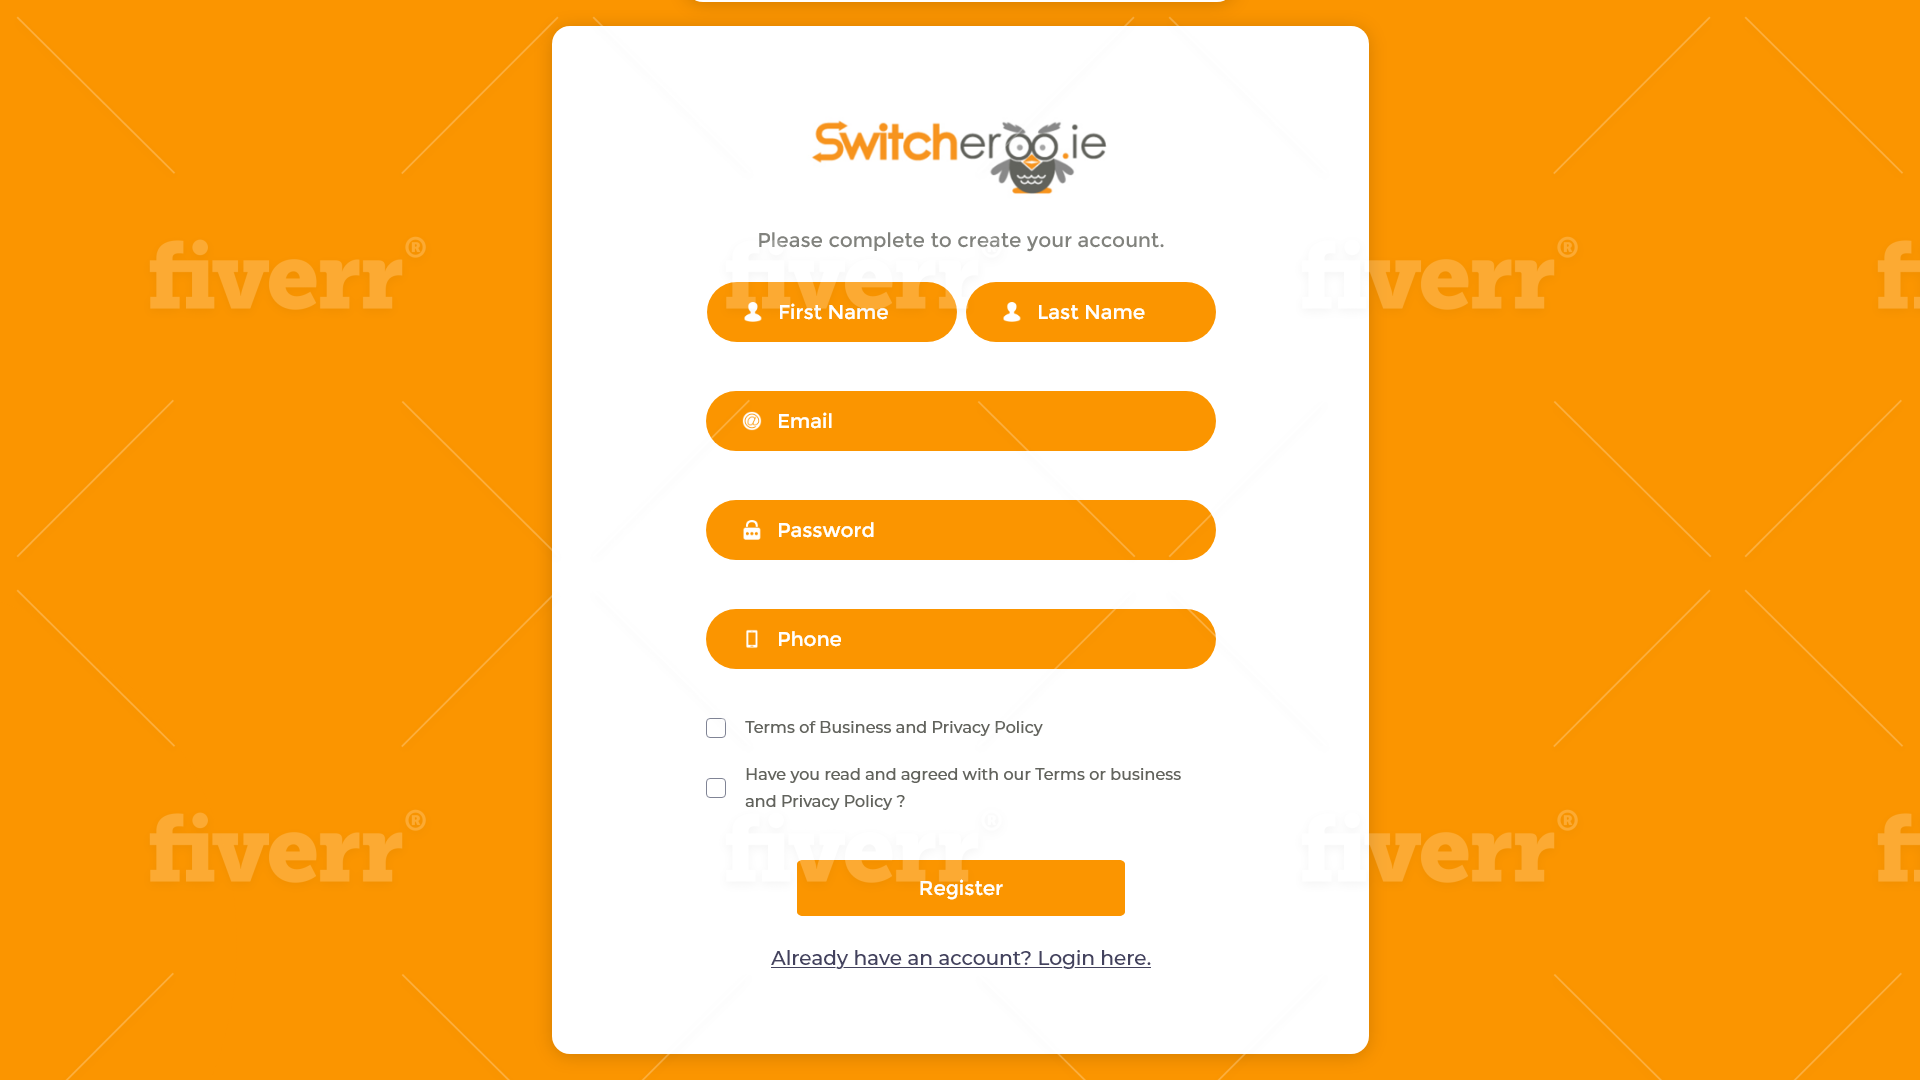 Switcheroo.ie
Please complete to create your account.
fiverr® fiverr® fiverr® fi
First Name Last Name
Email
Password
Phone
Terms of Business and Privacy Policy
Have you read and agreed with our Terms or business
and Privacy Policy ?
fiverr® fiverr® fiverr® fi
Register
Already have an account? Login here.